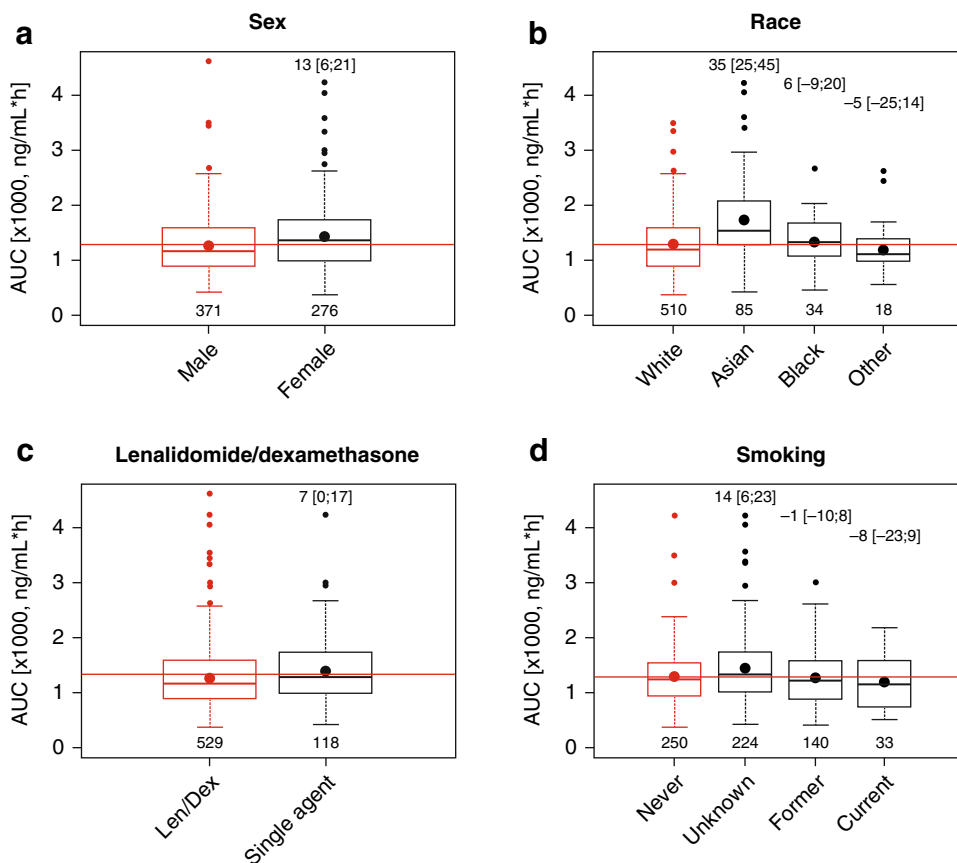 a
Sex
AUC [x1000, ng/mL*h]
4
3
2
1
0
13 [6;21]
371
276
Male
Female
b
Race
AUC [x1000, ng/mL*h]
4
3
2
1
0
35 [25;45]
6 [–9;20]
–5 [–25;14]
510
85
34
18
White
Asian
Black
Other
c
Lenalidomide/dexamethasone
AUC [x1000, ng/mL*h]
4
3
2
1
0
7 [0;17]
529
118
Len/Dex
Single agent
d
Smoking
AUC [x1000, ng/mL*h]
4
3
2
1
0
14 [6;23]
–1 [–10;8]
–8 [–23;9]
250
224
140
33
Never
Unknown
Former
Current